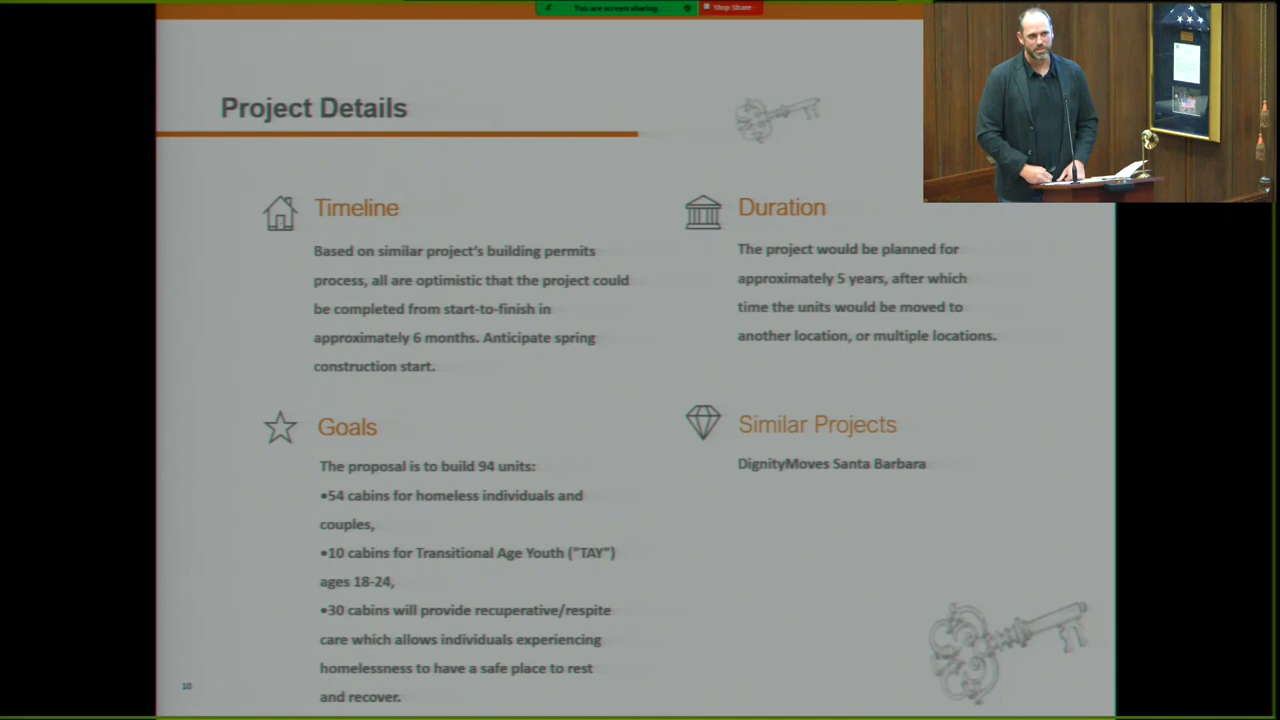 You are screen sharing
Stop Share
Project Details
Timeline
Based on similar project's building permits
process, all are optimistic that the project could
be completed from start-to-finish in
approximately 6 months. Anticipate spring
construction start.
Duration
The project would be planned for
approximately 5 years, after which
time the units would be moved to
another location, or multiple locations.
Goals
The proposal is to build 94 units:
•54 cabins for homeless individuals and
couples,
•10 cabins for Transitional Age Youth ("TAY")
ages 18-24,
•30 cabins will provide recuperative/respite
care which allows individuals experiencing
homelessness to have a safe place to rest
and recover.
Similar Projects
DignityMoves Santa Barbara
10